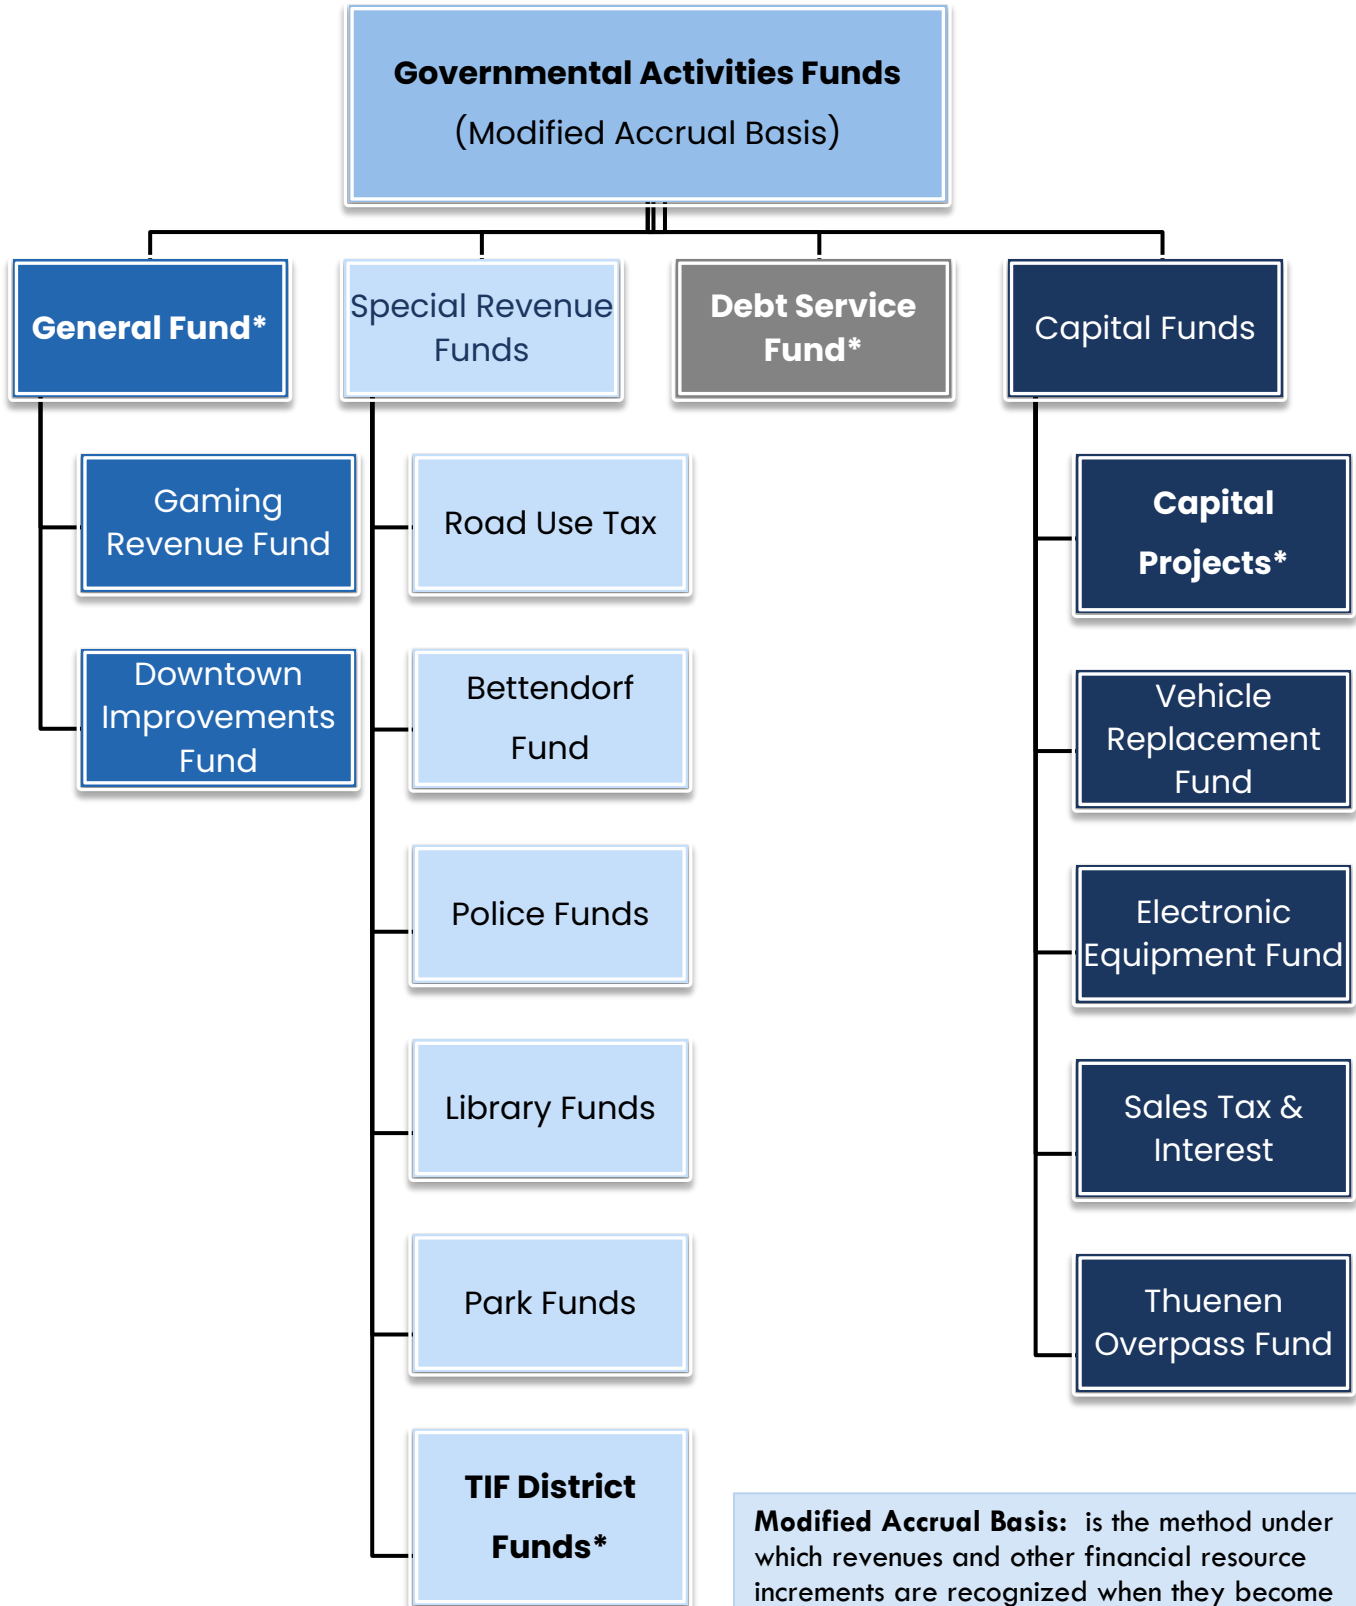 Governmental Activities Funds
(Modified Accrual Basis)
General Fund*
Special Revenue
Funds
Debt Service
Fund*
Capital Funds
Gaming
Revenue Fund
Downtown
Improvements
Fund
Road Use Tax
Bettendorf
Fund
Police Funds
Library Funds
Park Funds
TIF District
Funds*
Capital
Projects*
Vehicle
Replacement
Fund
Electronic
Equipment Fund
Sales Tax &
Interest
Thuenen
Overpass Fund
Modified Accrual Basis: is the method under
which revenues and other financial resource
increments are recognized when they become